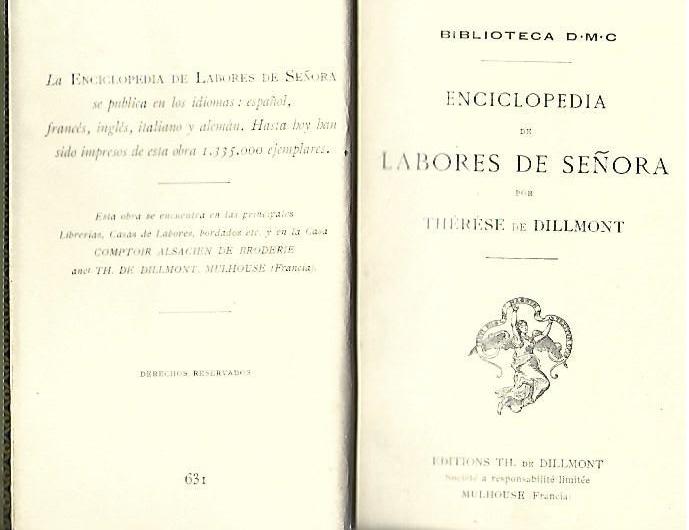 La ENCICLOPEDIA DE LABORES DE SEÑORA
se publica en los idiomas: español,
francés, inglés, italiano y alemán. Hasta hoy han
sido impresos de esta obra 1.335.000 ejemplares.
Esta obra se encuentra en las principales
Librerías, Casas de Labores, bordados etc. y en la Casa
COMPTOIR ALSACIEN DE BRODERIE
anct TH. DE DILLMONT, MULHOUSE (Francia).
DERECHOS RESERVADOS
631
BIBLIOTECA D·M·C
ENCICLOPEDIA
DE
LABORES DE SEÑORA
POR
THÉRÈSE DE DILLMONT
EDITIONS TH. DE DILLMONT
Société a responsabilité limitée
MULHOUSE (Francia)